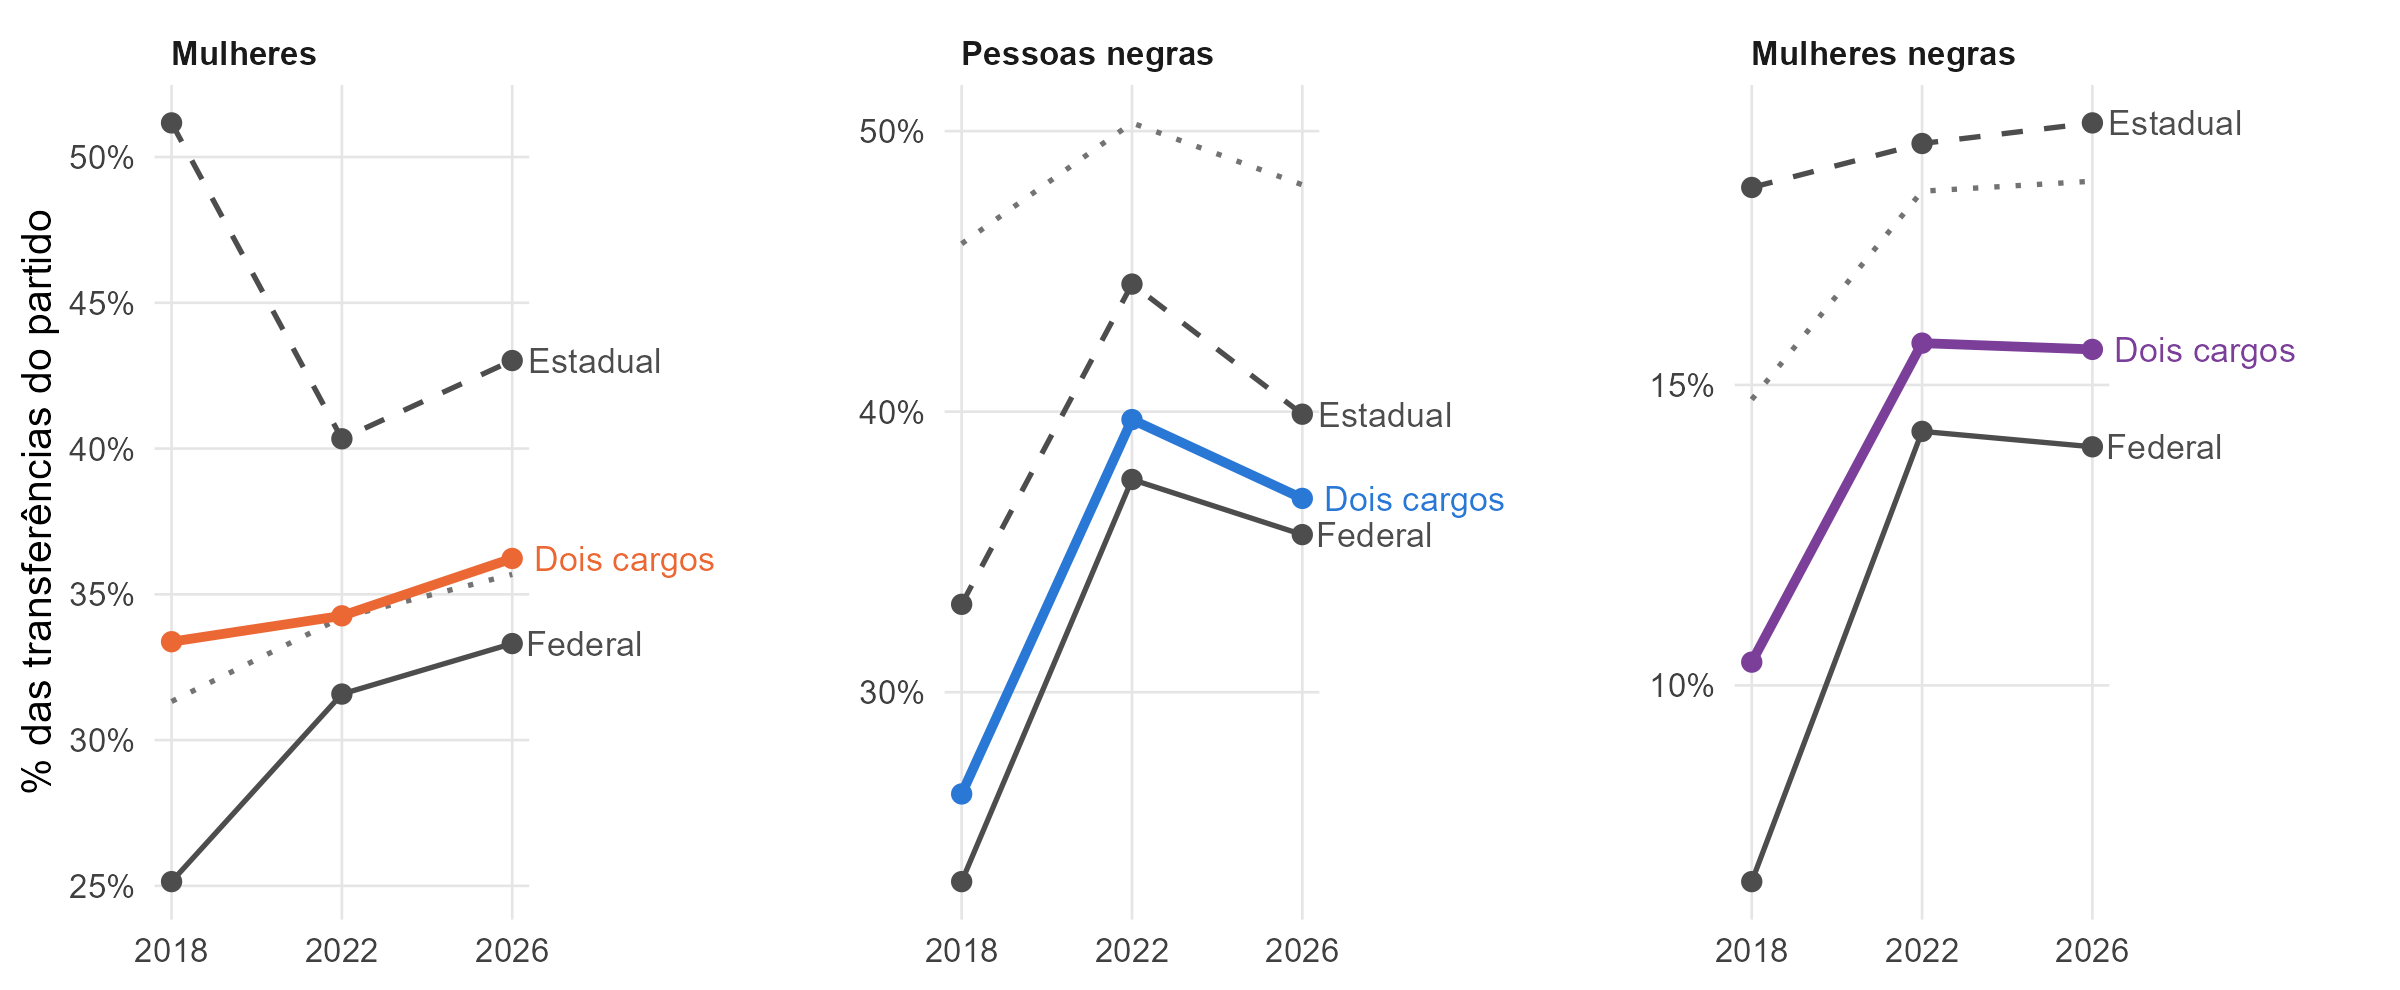 Mulheres
Pessoas negras
Mulheres negras
% das transferências do partido
50%
45%
40%
35%
30%
25%
Estadual
Dois cargos
Federal
2018
2022
2026
50%
40%
30%
Estadual
Dois cargos
Federal
2018
2022
2026
15%
10%
Estadual
Dois cargos
Federal
2018
2022
2026